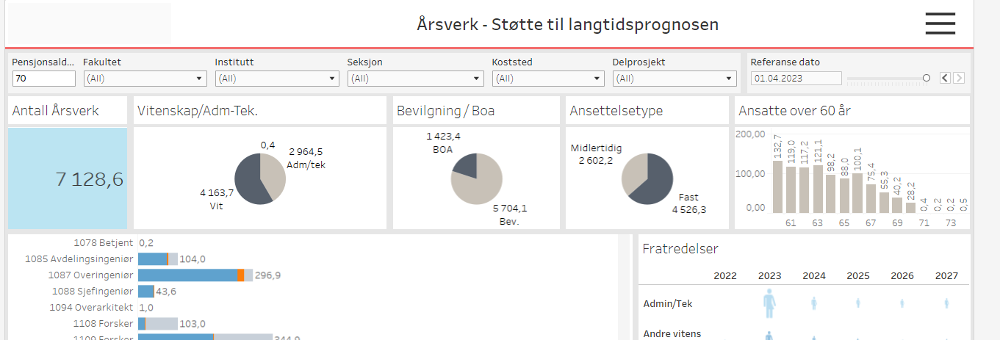 Årsverk - Støtte til langtidsprognosen
Pensjonsald... Fakultet Institutt Seksjon Koststed Delprosjekt Referanse dato
70 (All) (All) (All) (All) (All) 01.04.2023
Antall Årsverk Vitenskap/Adm-Tek. Bevilgning / Boa Ansettelsetype Ansatte over 60 år
7 128,6
0,4
2 964,5
Adm/tek
4 163,7
Vit
1 423,4
BOA
5 704,1
Bev.
Midlertidig
2 602,2
Fast
4 526,3
200,00
100,00
0,00
132,7 119,0 117,2 121,1 98,2 88,0 100,1 75,4 55,3 40,2 28,2 0,4 0,2 0,2 0,5
61 63 65 67 69 71 73
1078 Betjent 0,2
1085 Avdelingsingeniør 104,0
1087 Overingeniør 296,9
1088 Sjefingeniør 43,6
1094 Overarkitekt 1,0
1108 Forsker 103,0
1109 Forsker 344,9
Fratredelser
2022 2023 2024 2025 2026 2027
Admin/Tek
Andre vitens